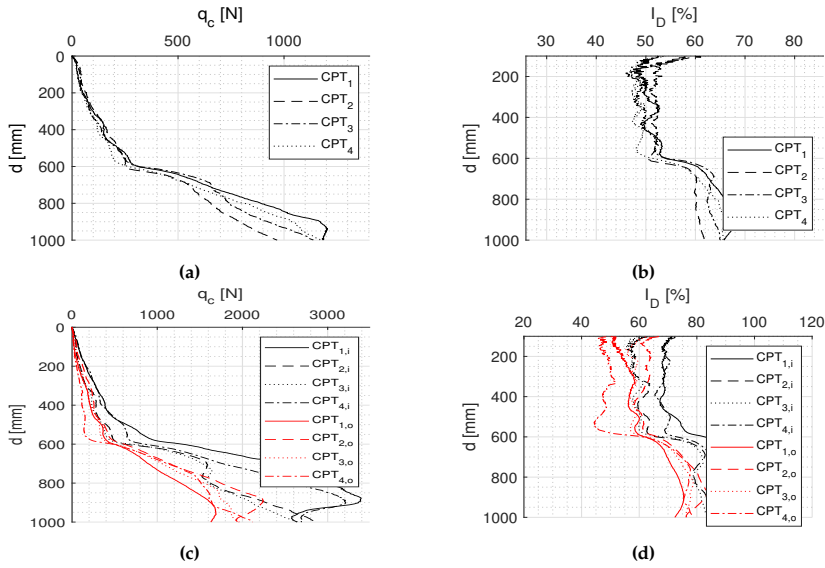 q_c [N]
0 500 1000
0
200
400
600
800
1000
d [mm]
CPT_1
CPT_2
CPT_3
CPT_4
(a)
I_D [%]
30 40 50 60 70 80
200
400
600
800
1000
d [mm]
CPT_1
CPT_2
CPT_3
CPT_4
(b)
q_c [N]
0 1000 2000 3000
0
200
400
600
800
1000
d [mm]
CPT_1,i
CPT_2,i
CPT_3,i
CPT_4,i
CPT_1,o
CPT_2,o
CPT_3,o
CPT_4,o
(c)
I_D [%]
20 40 60 80 100 120
200
400
600
800
1000
d [mm]
CPT_1,i
CPT_2,i
CPT_3,i
CPT_4,i
CPT_1,o
CPT_2,o
CPT_3,o
CPT_4,o
(d)